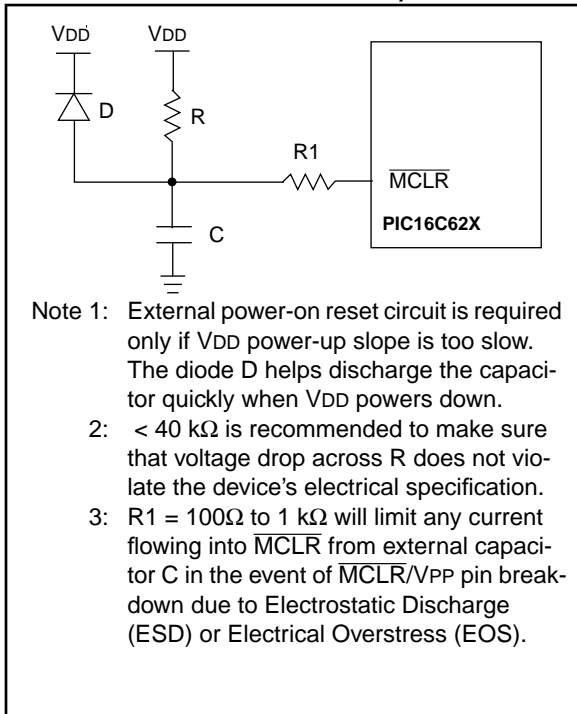 VDD VDD
D
R
R1
MCLR
PIC16C62X
C
Note 1: External power-on reset circuit is required
only if VDD power-up slope is too slow.
The diode D helps discharge the capaci-
tor quickly when VDD powers down.
2: < 40 kΩ is recommended to make sure
that voltage drop across R does not vio-
late the device's electrical specification.
3: R1 = 100Ω to 1 kΩ will limit any current
flowing into MCLR from external capaci-
tor C in the event of MCLR/VPP pin break-
down due to Electrostatic Discharge
(ESD) or Electrical Overstress (EOS).